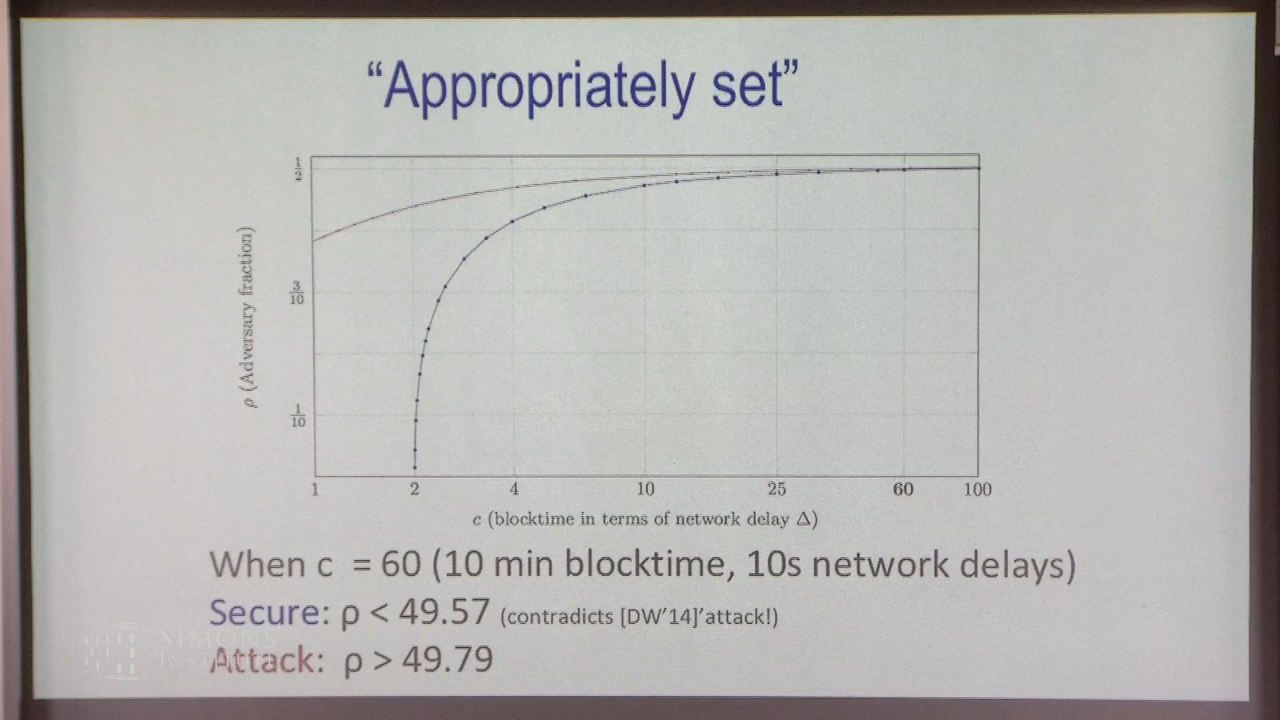 “Appropriately set”
1/2
3/10
1/10
ρ (Adversary fraction)
1 2 4 10 25 60 100
c (blocktime in terms of network delay Δ)
When c = 60 (10 min blocktime, 10s network delays)
Secure: ρ < 49.57 (contradicts [DW’14]’attack!)
Attack: ρ > 49.79
SIMONS
INSTITUTE